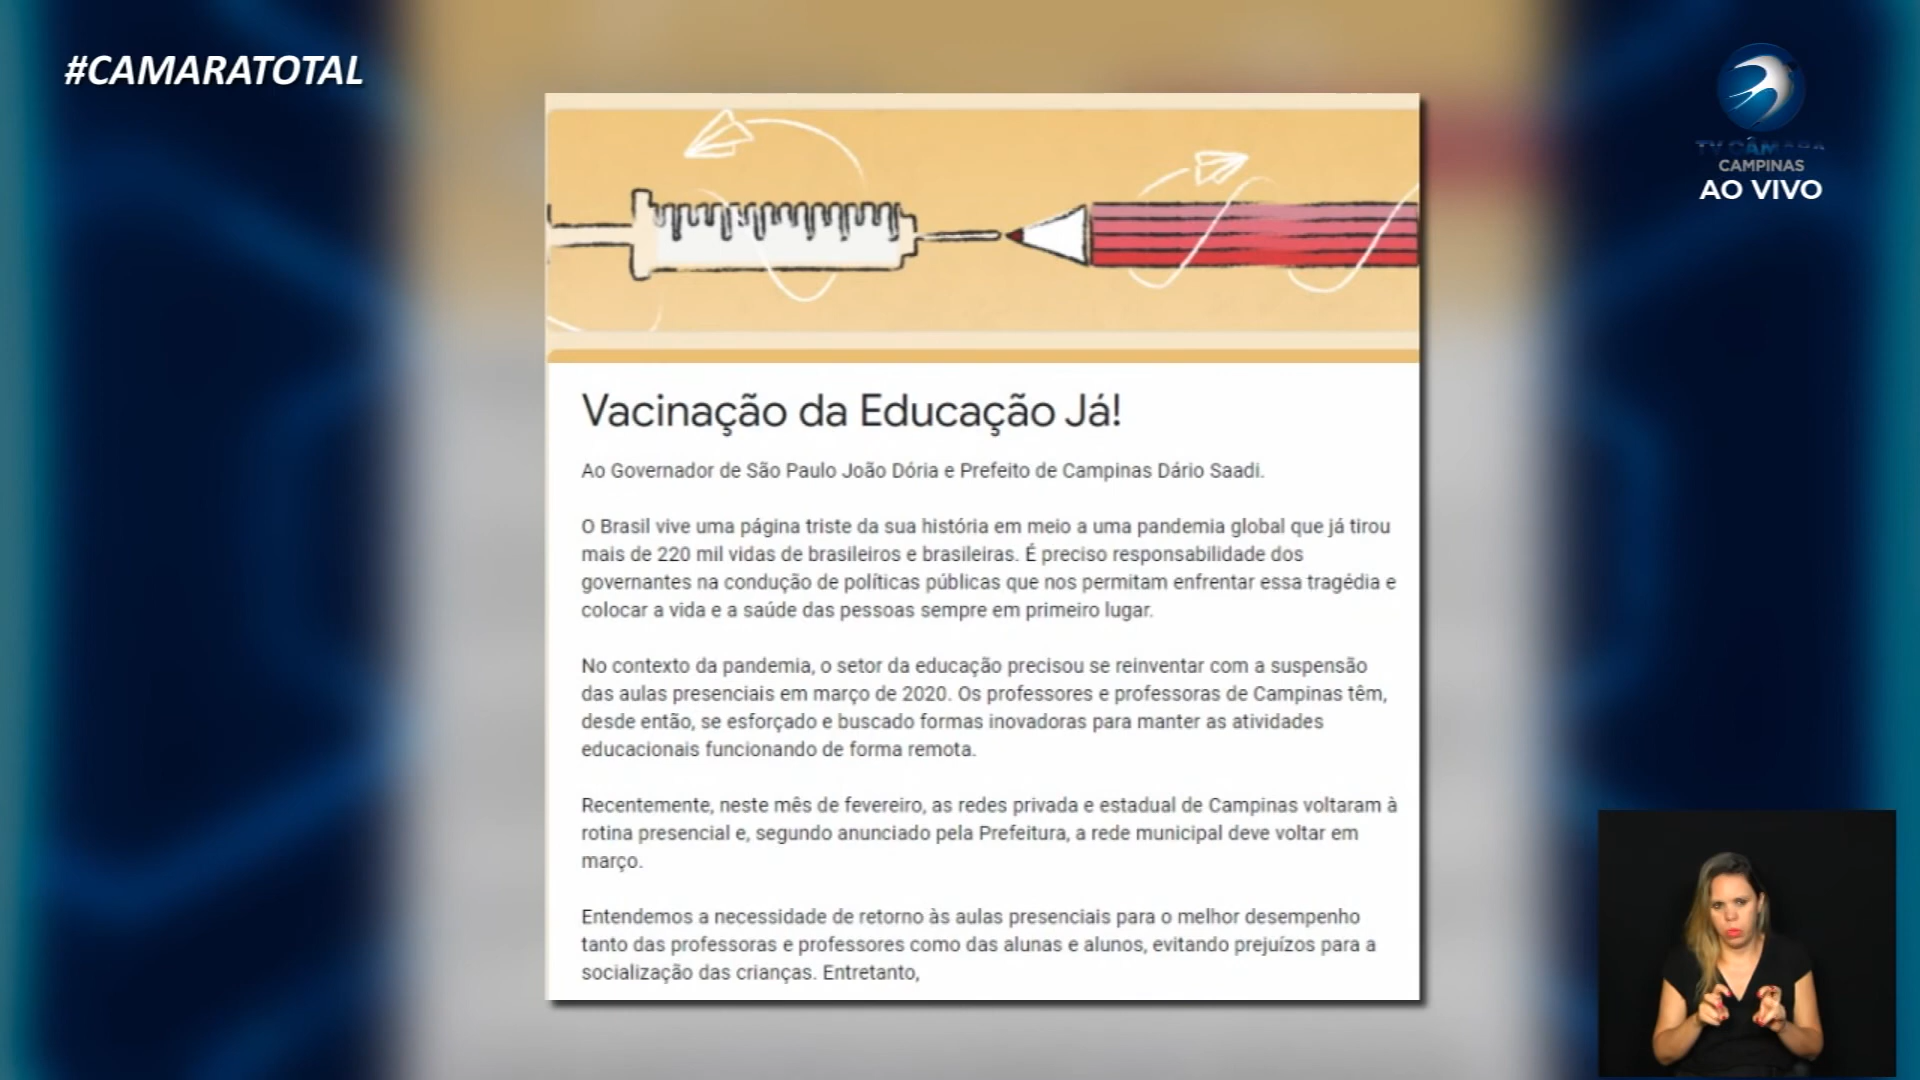 #CAMARATOTAL
TV CÂMARA
CAMPINAS
AO VIVO
Vacinação da Educação Já!
Ao Governador de São Paulo João Dória e Prefeito de Campinas Dário Saadi.
O Brasil vive uma página triste da sua história em meio a uma pandemia global que já tirou
mais de 220 mil vidas de brasileiros e brasileiras. É preciso responsabilidade dos
governantes na condução de políticas públicas que nos permitam enfrentar essa tragédia e
colocar a vida e a saúde das pessoas sempre em primeiro lugar.
No contexto da pandemia, o setor da educação precisou se reinventar com a suspensão
das aulas presenciais em março de 2020. Os professores e professoras de Campinas têm,
desde então, se esforçado e buscado formas inovadoras para manter as atividades
educacionais funcionando de forma remota.
Recentemente, neste mês de fevereiro, as redes privada e estadual de Campinas voltaram à
rotina presencial e, segundo anunciado pela Prefeitura, a rede municipal deve voltar em
março.
Entendemos a necessidade de retorno às aulas presenciais para o melhor desempenho
tanto das professoras e professores como das alunas e alunos, evitando prejuízos para a
socialização das crianças. Entretanto,